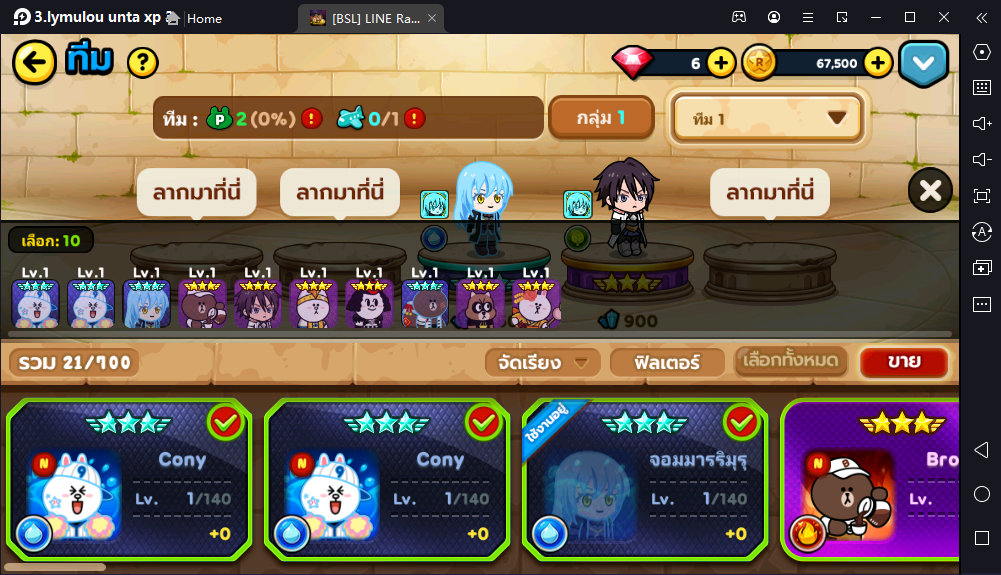 3.lymulou unta xp
Home
[BSL] LINE Ra...
ทีม
?
6
R
67,500
ทีม : P 2(0%) ! 0/1 !
กลุ่ม 1
ทีม 1
ลากมาที่นี่
ลากมาที่นี่
ลากมาที่นี่
เลือก: 10
Lv.1 Lv.1 Lv.1 Lv.1 Lv.1 Lv.1 Lv.1 Lv.1 Lv.1 Lv.1
900
รวม 21/700
จัดเรียง
ฟิลเตอร์
เลือกทั้งหมด
ขาย
N
Cony
Lv. 1/140
+0
N
Cony
Lv. 1/140
+0
ใช้งานอยู่
จอมมารริมุรุ
Lv. 1/140
+0
N
Bro
Lv.